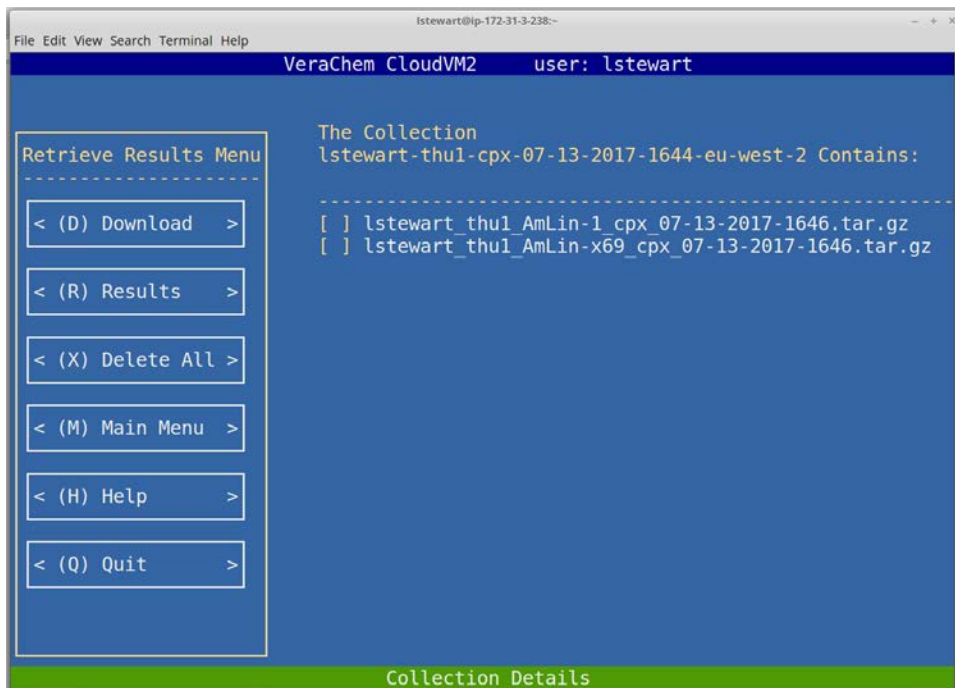 lstewart@ip-172-31-3-238:~
File Edit View Search Terminal Help
VeraChem CloudVM2 user: lstewart
Retrieve Results Menu
----------------------
< (D) Download >
< (R) Results >
< (X) Delete All >
< (M) Main Menu >
< (H) Help >
< (Q) Quit >
The Collection
lstewart-thu1-cpx-07-13-2017-1644-eu-west-2 Contains:
--------------------------------------------------------
[ ] lstewart_thu1_AmLin-1_cpx_07-13-2017-1646.tar.gz
[ ] lstewart_thu1_AmLin-x69_cpx_07-13-2017-1646.tar.gz
Collection Details